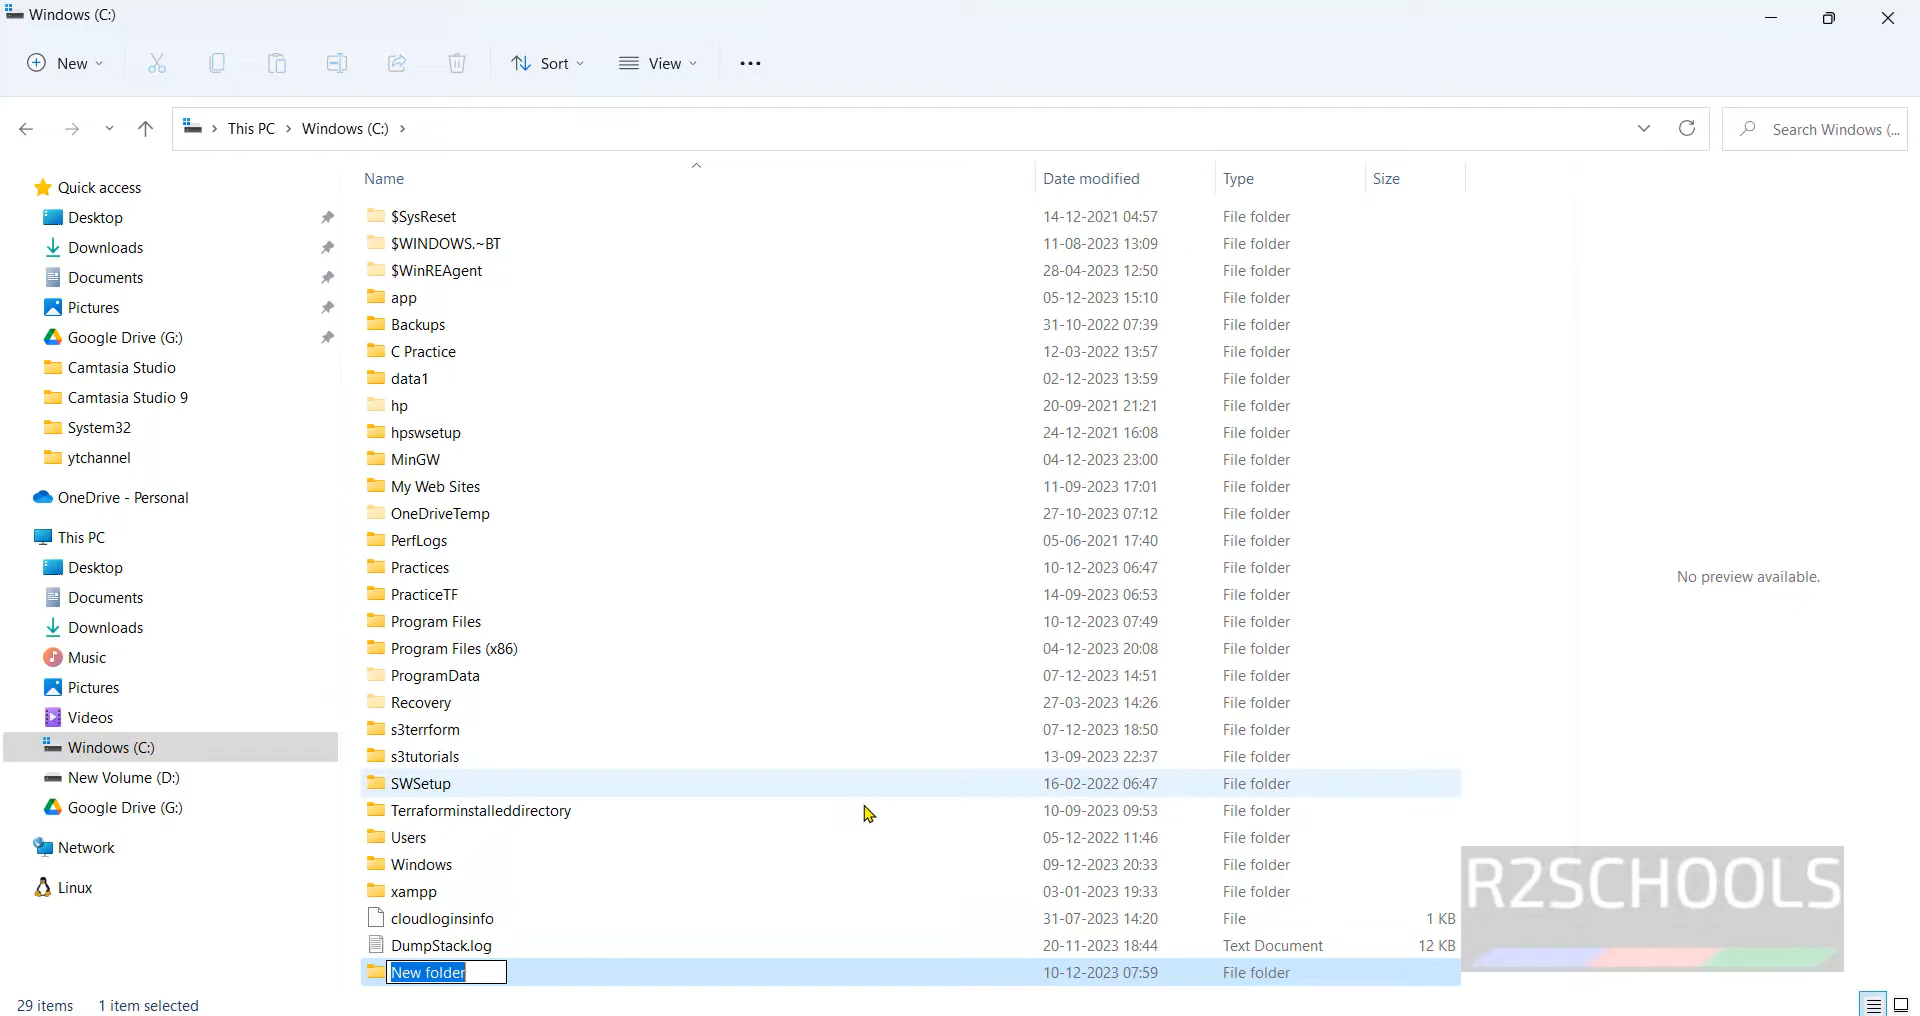 Windows (C:)
New
Sort
View
This PC
Windows (C:)
Search Windows (...
Name
Date modified
Type
Size
Quick access
Desktop
Downloads
Documents
Pictures
Google Drive (G:)
Camtasia Studio
Camtasia Studio 9
System32
ytchannel
OneDrive - Personal
This PC
Desktop
Documents
Downloads
Music
Pictures
Videos
Windows (C:)
New Volume (D:)
Google Drive (G:)
Network
Linux
$SysReset 14-12-2021 04:57 File folder
$WINDOWS.~BT 11-08-2023 13:09 File folder
$WinREAgent 28-04-2023 12:50 File folder
app 05-12-2023 15:10 File folder
Backups 31-10-2022 07:39 File folder
C Practice 12-03-2022 13:57 File folder
data1 02-12-2023 13:59 File folder
hp 20-09-2021 21:21 File folder
hpswsetup 24-12-2021 16:08 File folder
MinGW 04-12-2023 23:00 File folder
My Web Sites 11-09-2023 17:01 File folder
OneDriveTemp 27-10-2023 07:12 File folder
PerfLogs 05-06-2021 17:40 File folder
Practices 10-12-2023 06:47 File folder
PracticeTF 14-09-2023 06:53 File folder
Program Files 10-12-2023 07:49 File folder
Program Files (x86) 04-12-2023 20:08 File folder
ProgramData 07-12-2023 14:51 File folder
Recovery 27-03-2023 14:26 File folder
s3terrform 07-12-2023 18:50 File folder
s3tutorials 13-09-2023 22:37 File folder
SWSetup 16-02-2022 06:47 File folder
Terraforminstalleddirectory 10-09-2023 09:53 File folder
Users 05-12-2022 11:46 File folder
Windows 09-12-2023 20:33 File folder
xampp 03-01-2023 19:33 File folder
cloudloginsinfo 31-07-2023 14:20 File 1 KB
DumpStack.log 20-11-2023 18:44 Text Document 12 KB
New folder 10-12-2023 07:59 File folder
No preview available.
R2SCHOOLS
29 items 1 item selected